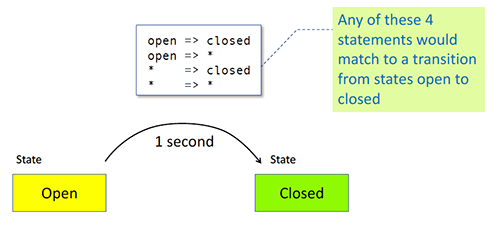 open => closed
open => *
* => closed
* => *
Any of these 4
statements would
match to a transition
from states open to
closed
1 second
State
State
Open
Closed